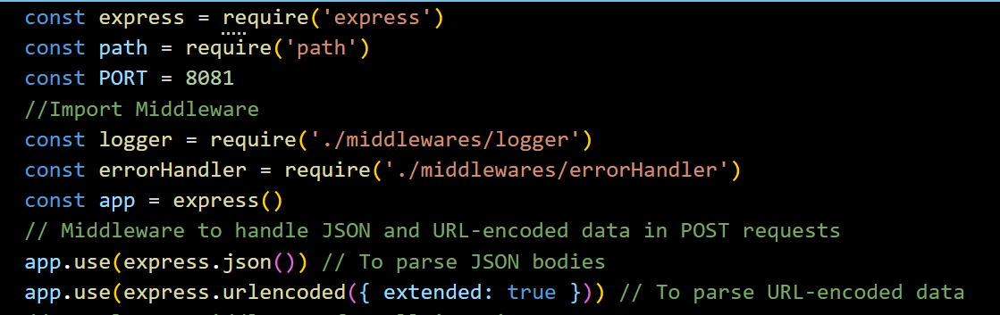 const express = require('express')
const path = require('path')
const PORT = 8081
//Import Middleware
const logger = require('./middlewares/logger')
const errorHandler = require('./middlewares/errorHandler')
const app = express()
// Middleware to handle JSON and URL-encoded data in POST requests
app.use(express.json()) // To parse JSON bodies
app.use(express.urlencoded({ extended: true })) // To parse URL-encoded data